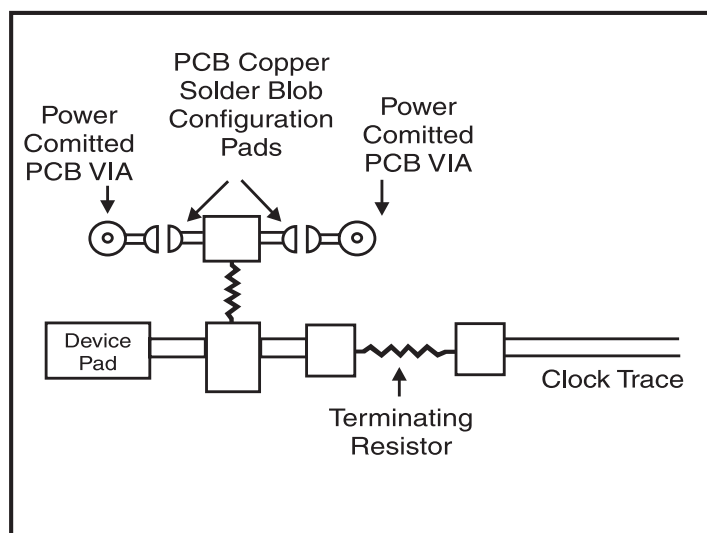 PCB Copper
Solder Blob
Configuration
Pads
Power
Comitted
PCB VIA
Power
Comitted
PCB VIA
Device
Pad
Clock Trace
Terminating
Resistor